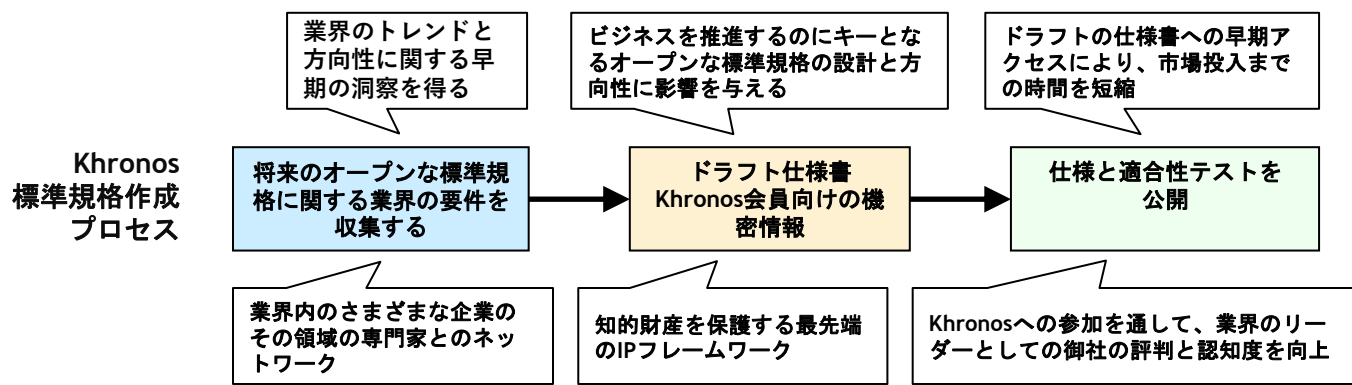 業界のトレンドと
方向性に関する早
期の洞察を得る
ビジネスを推進するのにキーとな
るオープンな標準規格の設計と方
向性に影響を与える
ドラフトの仕様書への早期ア
クセスにより、市場投入まで
の時間を短縮
Khronos
標準規格作成
プロセス
将来のオープンな標準規
格に関する業界の要件を
収集する
ドラフト仕様書
Khronos会員向けの機
密情報
仕様と適合性テストを
公開
業界内のさまざまな企業の
その領域の専門家とのネッ
トワーク
知的財産を保護する最先端
のIPフレームワーク
Khronosへの参加を通して、業界のリー
ダーとしての御社の評判と認知度を向上